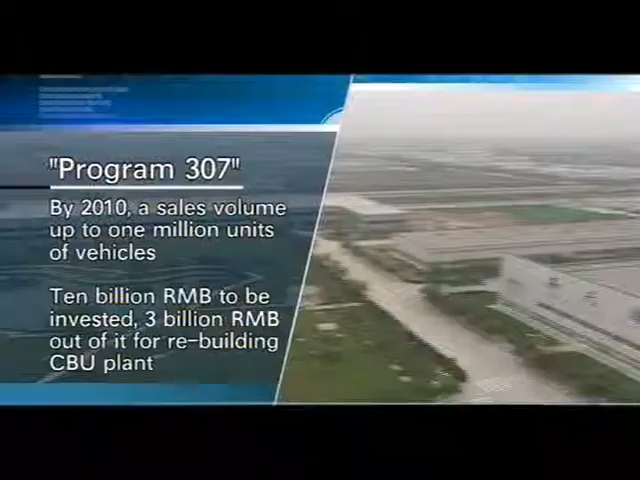 "Program 307"
By 2010, a sales volume
up to one million units
of vehicles
Ten billion RMB to be
invested, 3 billion RMB
out of it for re-building
CBU plant